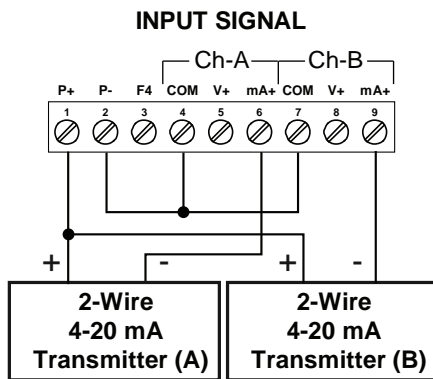 INPUT SIGNAL
Ch-A Ch-B
P+ P- F4 COM V+ mA+ COM V+ mA+
1 2 3 4 5 6 7 8 9
+ - + -
2-Wire 2-Wire
4-20 mA 4-20 mA
Transmitter (A) Transmitter (B)